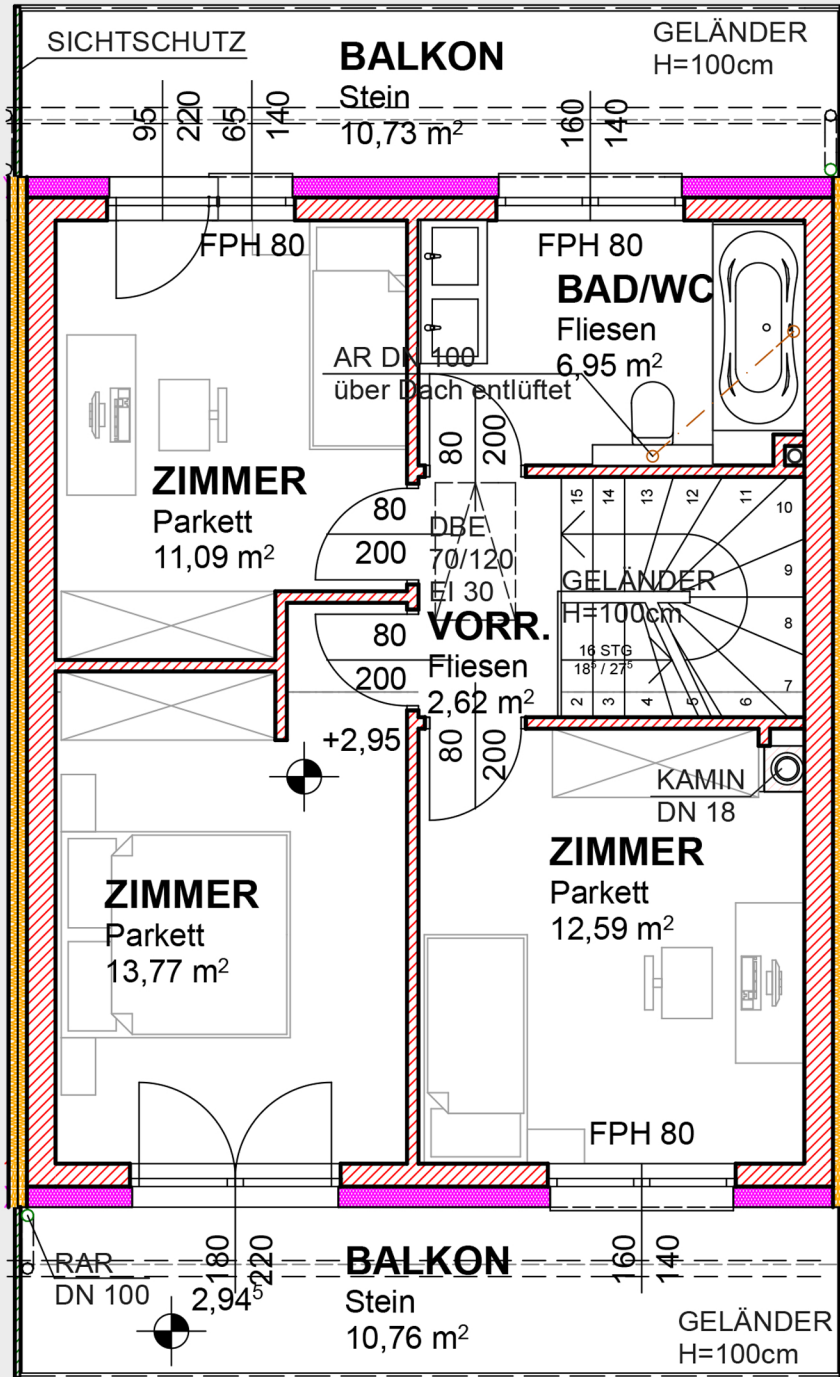 SICHTSCHUTZ
BALKON
Stein
10,73 m²
GELÄNDER
H=100cm
95
220
65
140
160
140
FPH 80
FPH 80
BAD/WC
Fliesen
6,95 m²
AR DN 100
über Dach entlüftet
80
200
ZIMMER
Parkett
11,09 m²
80
200
DBE
70/120
EI 30
15
14
13
12
11
10
9
8
7
6
5
4
3
2
GELÄNDER
H=100cm
16 STG
18⁵ / 27⁵
VORR.
Fliesen
2,62 m²
80
200
+2,95
80
200
KAMIN
DN 18
ZIMMER
Parkett
13,77 m²
ZIMMER
Parkett
12,59 m²
FPH 80
RAR
DN 100
180
220
2,94⁵
BALKON
Stein
10,76 m²
160
140
GELÄNDER
H=100cm